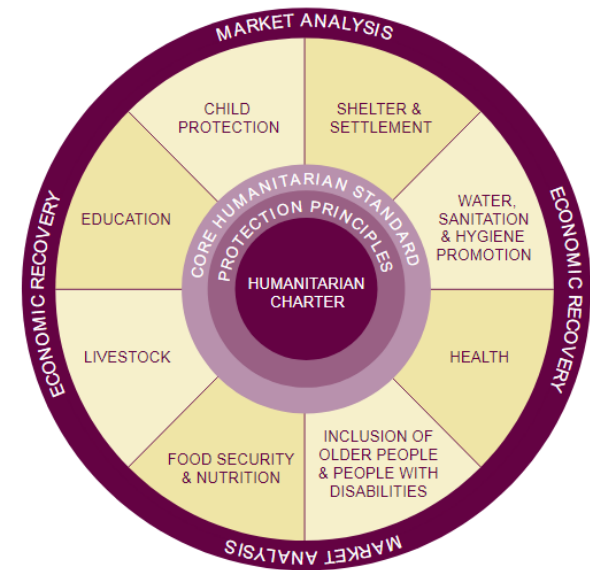 MARKET ANALYSIS
CHILD
PROTECTION
SHELTER &
SETTLEMENT
EDUCATION
CORE HUMANITARIAN STANDARD
PROTECTION PRINCIPLES
HUMANITARIAN
CHARTER
WATER,
SANITATION
& HYGIENE
PROMOTION
ECONOMIC RECOVERY
ECONOMIC RECOVERY
LIVESTOCK
HEALTH
FOOD SECURITY
& NUTRITION
INCLUSION OF
OLDER PEOPLE
& PEOPLE WITH
DISABILITIES
MARKET ANALYSIS